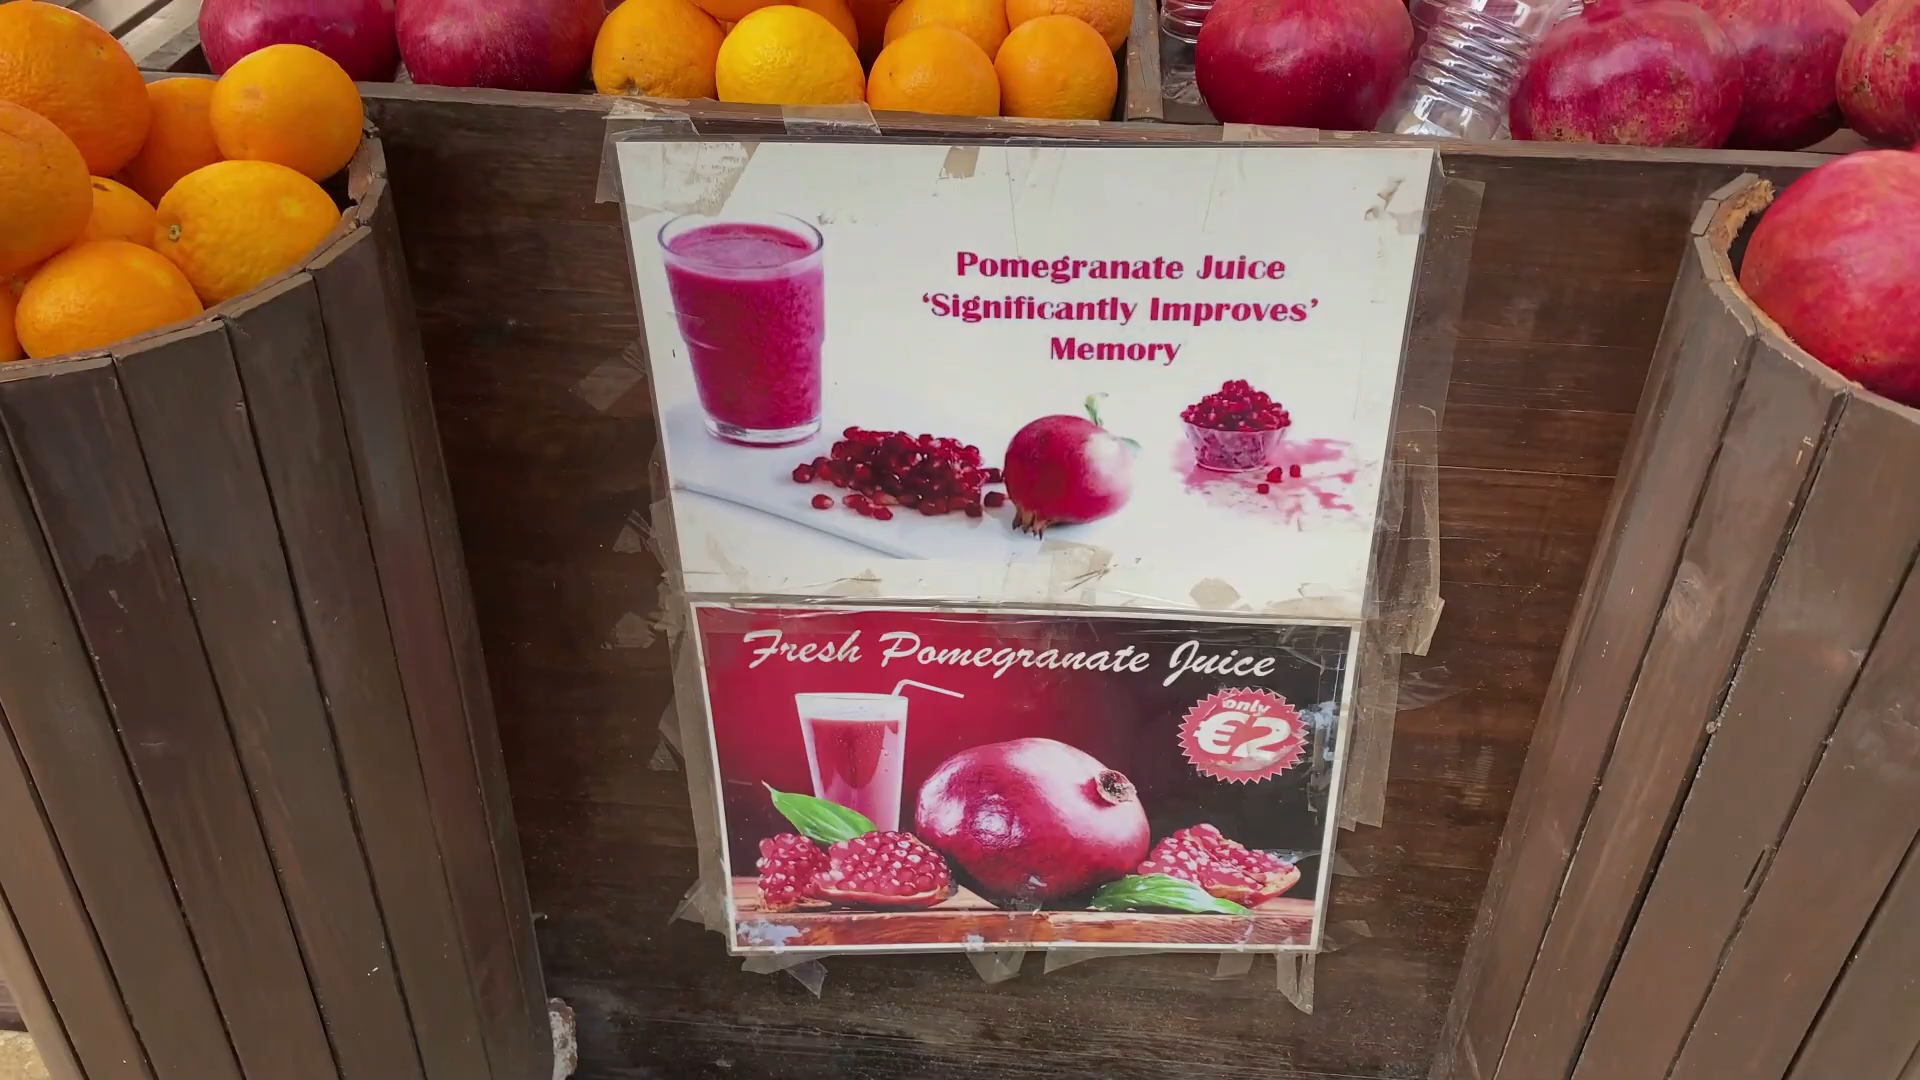 Pomegranate Juice
‘Significantly Improves’
Memory
Fresh Pomegranate Juice
only
€2